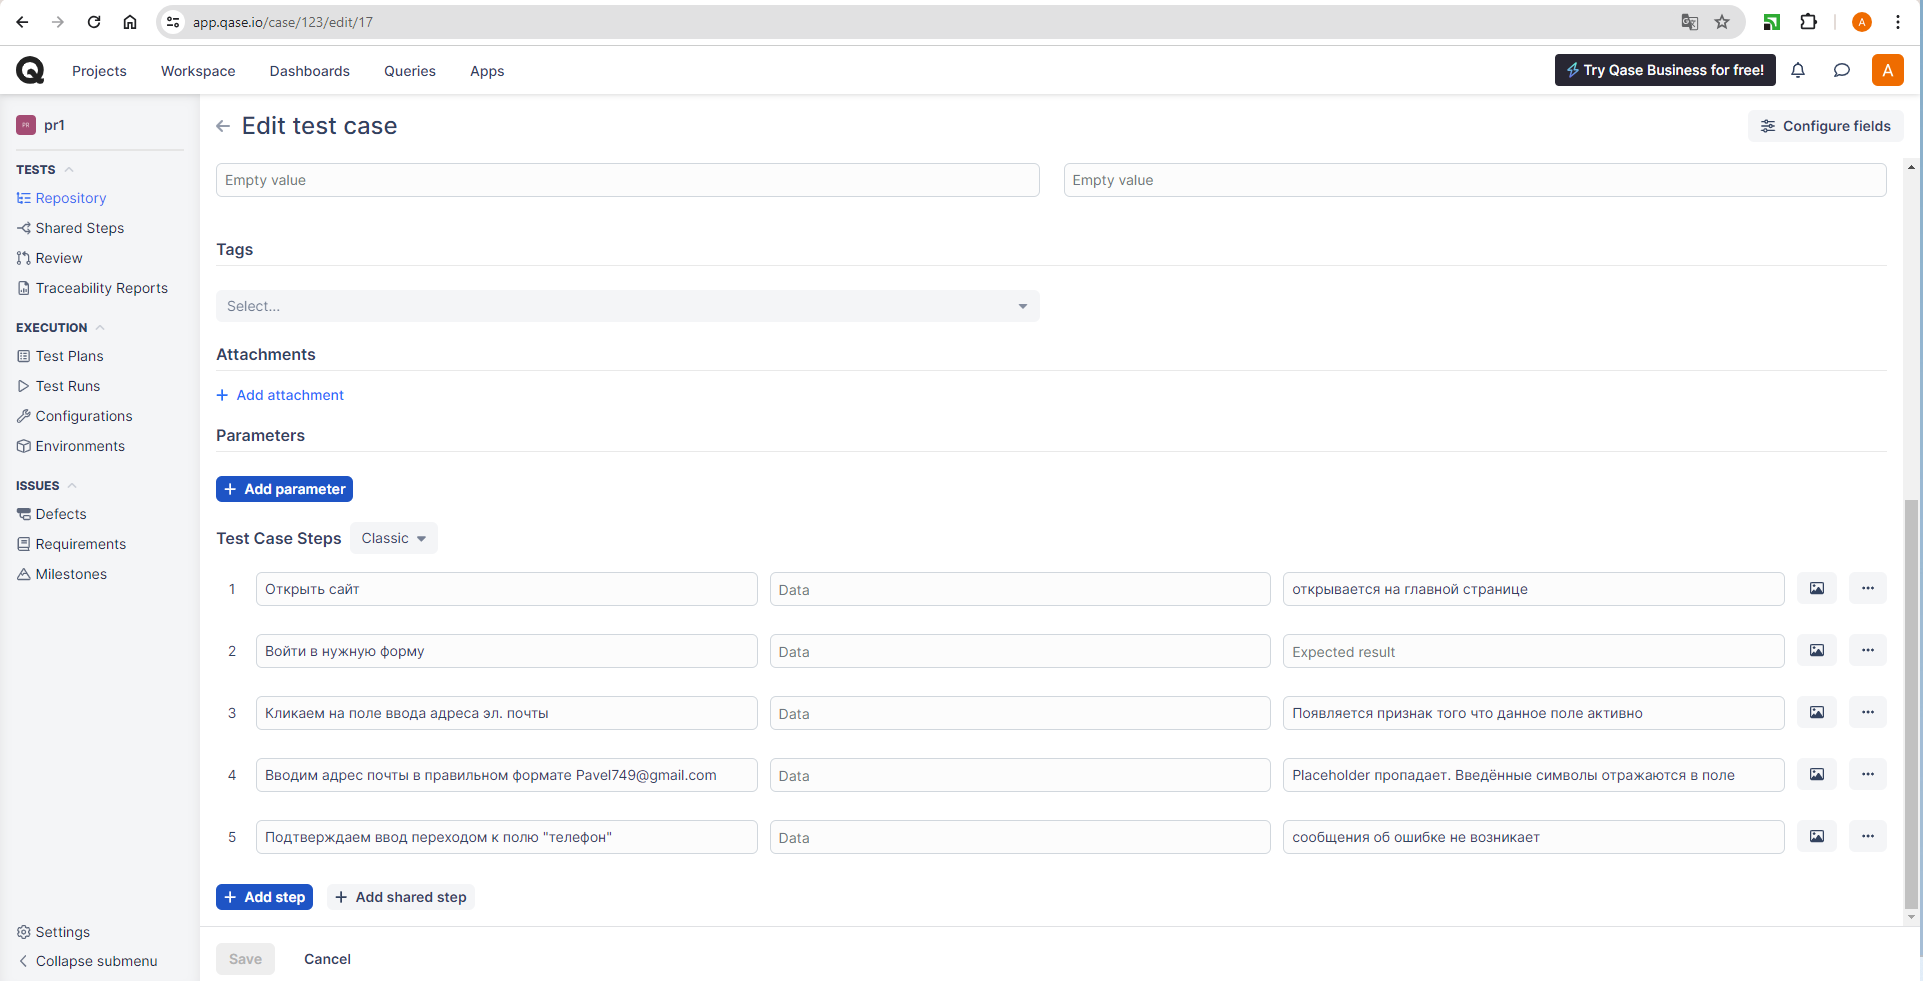 app.qase.io/case/123/edit/17
A
Q Projects Workspace Dashboards Queries Apps
Try Qase Business for free!
A
PR pr1
Edit test case
Configure fields
TESTS
Repository
Shared Steps
Review
Traceability Reports
EXECUTION
Test Plans
Test Runs
Configurations
Environments
ISSUES
Defects
Requirements
Milestones
Settings
Collapse submenu
Empty value Empty value
Tags
Select...
Attachments
+ Add attachment
Parameters
+ Add parameter
Test Case Steps Classic
1 Открыть сайт Data открывается на главной странице
2 Войти в нужную форму Data Expected result
3 Кликаем на поле ввода адреса эл. почты Data Появляется признак того что данное поле активно
4 Вводим адрес почты в правильном формате Pavel749@gmail.com Data Placeholder пропадает. Введённые символы отражаются в поле
5 Подтверждаем ввод переходом к полю "телефон" Data сообщения об ошибке не возникает
+ Add step + Add shared step
Save Cancel